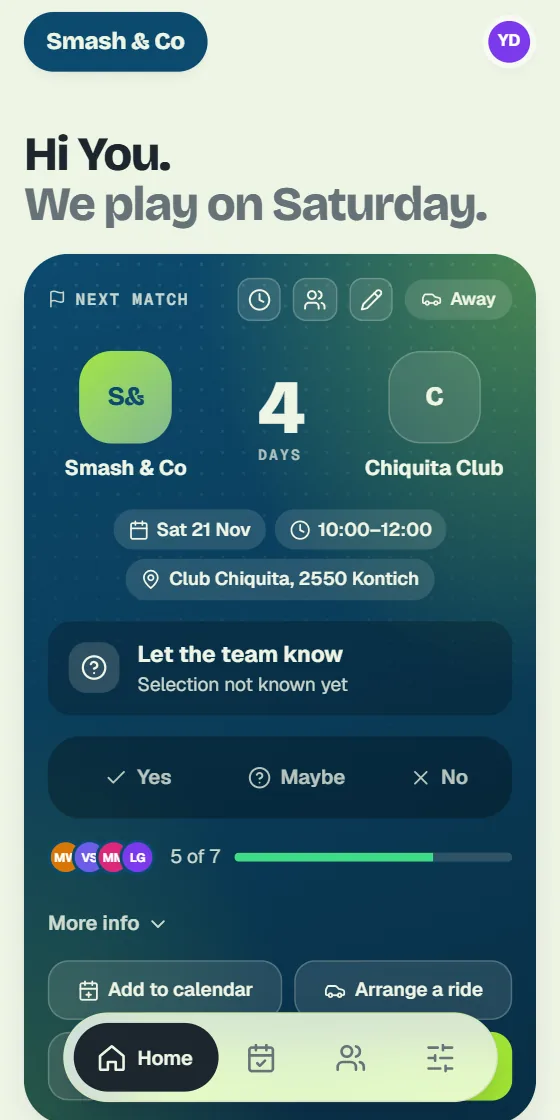 Smash & Co
YD
Hi You.
We play on Saturday.
NEXT MATCH
Away
S&
4
C
DAYS
Smash & Co
Chiquita Club
Sat 21 Nov
10:00–12:00
Club Chiquita, 2550 Kontich
Let the team know
Selection not known yet
Yes
Maybe
No
VS
LG
5 of 7
More info
Add to calendar
Arrange a ride
Home